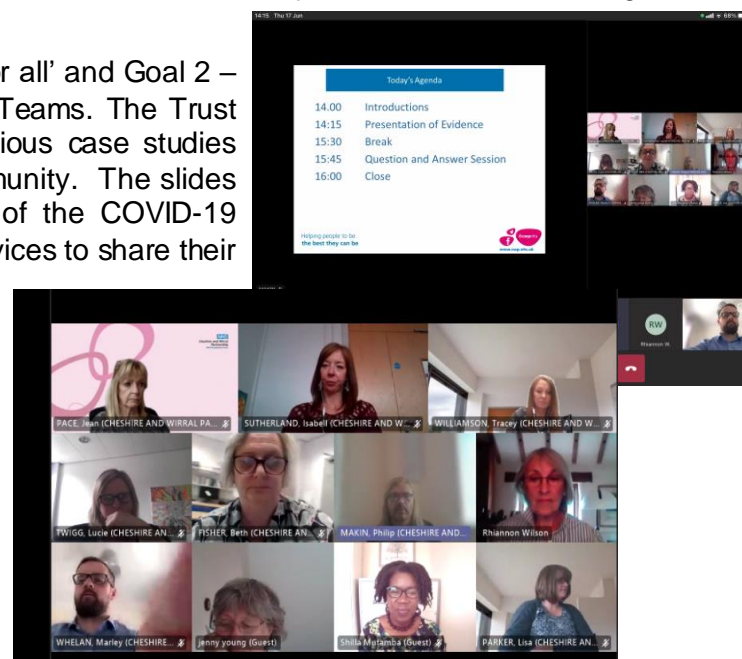 14:15 Thu 17 Jun
68%
r all’ and Goal 2 –
Teams. The Trust
ious case studies
munity. The slides
of the COVID-19
vices to share their
Today's Agenda
14.00 Introductions
14:15 Presentation of Evidence
15:30 Break
15:45 Question and Answer Session
16:00 Close
Helping people to be
the best they can be
RW
Rhiannon W
PACE, Jean (CHESHIRE AND WIRRAL PA...
SUTHERLAND, Isabell (CHESHIRE AND W...
WILLIAMSON, Tracey (CHESHIRE AND W...
TWIGG, Lucie (CHESHIRE AN...
FISHER, Beth (CHESHIRE AN...
MAKIN, Philip (CHESHIRE AND...
Rhiannon Wilson
WHELAN, Marley (CHESHIRE...
jenny young (Guest)
Shilla Mutamba (Guest)
PARKER, Lisa (CHESHIRE AN...